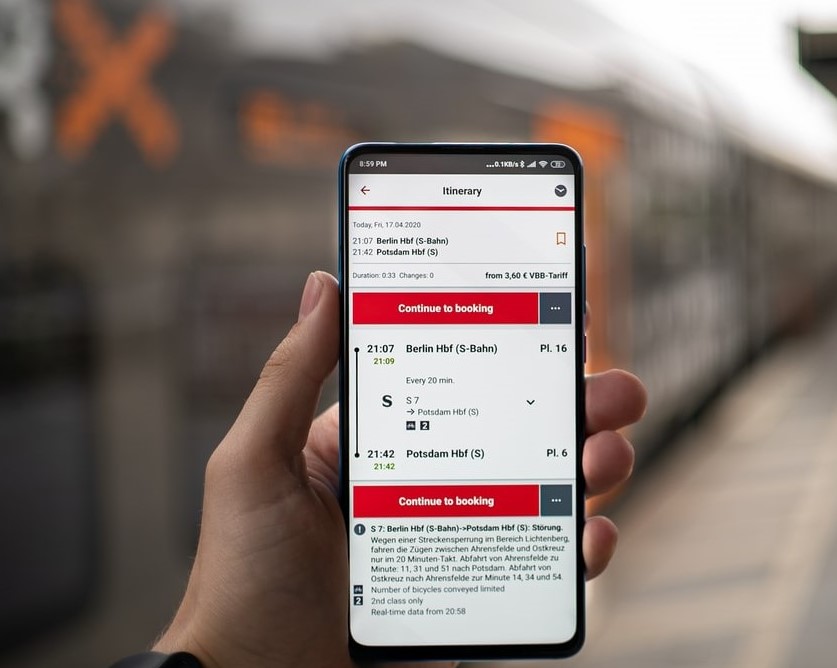 X
8:59 PM ...0.1KB/s
Itinerary
Today, Fri, 17.04.2020
21:07 Berlin Hbf (S-Bahn)
21:42 Potsdam Hbf (S)
Duration: 0:33 Changes: 0 from 3,60 € VBB-Tariff
Continue to booking ...
21:07 Berlin Hbf (S-Bahn) Pl. 16
21:09
Every 20 min.
S S 7
→ Potsdam Hbf (S)
2
21:42 Potsdam Hbf (S) Pl. 6
21:42
Continue to booking ...
S 7: Berlin Hbf (S-Bahn)->Potsdam Hbf (S): Störung.
Wegen einer Streckensperrung im Bereich Lichtenberg,
fahren die Zügen zwischen Ahrensfelde und Ostkreuz
nur im 20 Minuten-Takt. Abfahrt von Ahrensfelde zu
Minute: 11, 31 und 51 nach Potsdam. Abfahrt von
Ostkreuz nach Ahrensfelde zur Minute 14, 34 und 54.
Number of bicycles conveyed limited
2 2nd class only
Real-time data from 20:58